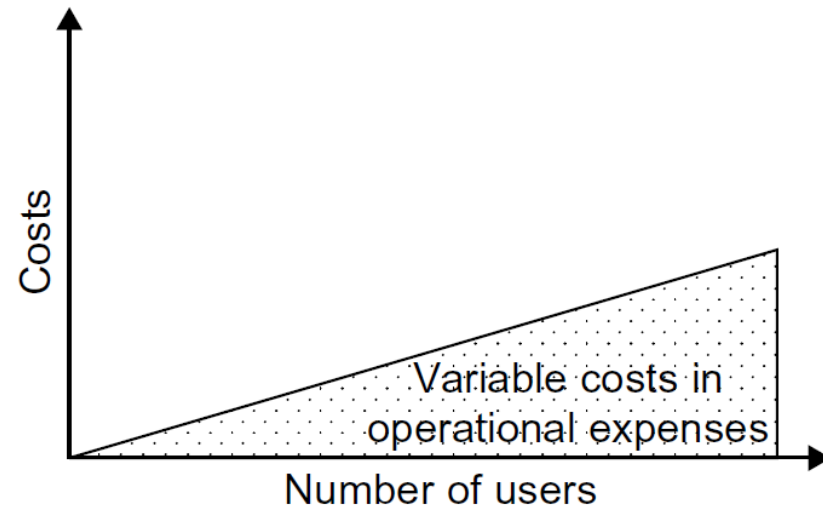 Costs
Variable costs in
operational expenses
Number of users